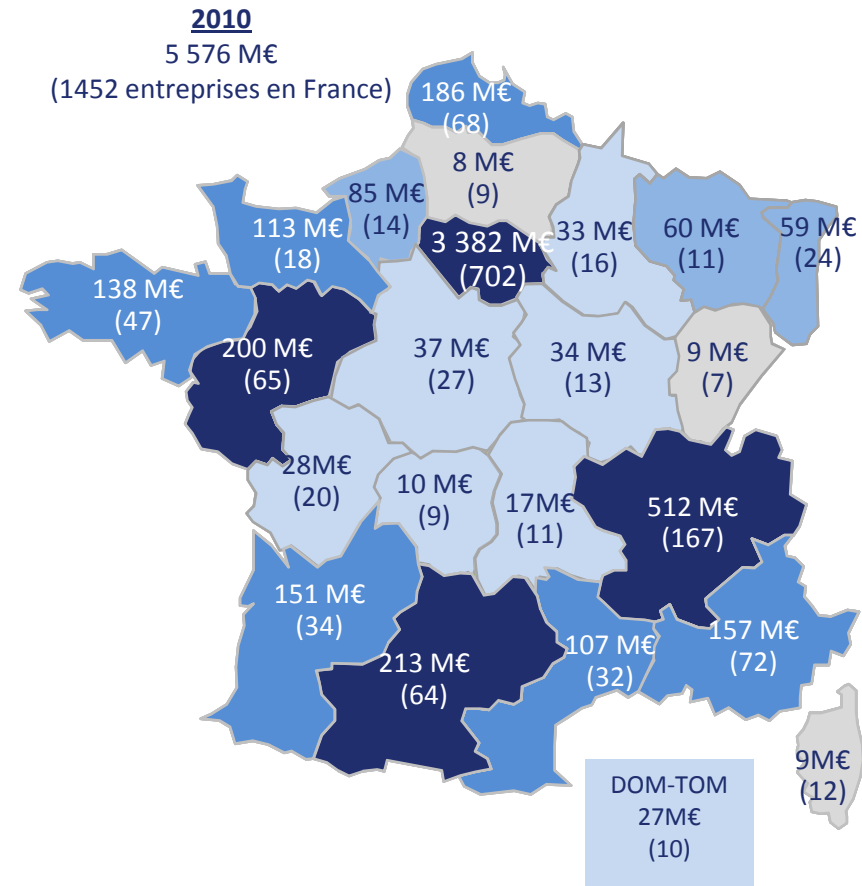 2010
5 576 M€
(1452 entreprises en France)
186 M€
(68)
8 M€
(9)
85 M€
(14)
113 M€
(18)
3 382 M€
(702)
33 M€
(16)
60 M€
(11)
59 M€
(24)
138 M€
(47)
200 M€
(65)
37 M€
(27)
34 M€
(13)
9 M€
(7)
28M€
(20)
10 M€
(9)
17M€
(11)
512 M€
(167)
151 M€
(34)
213 M€
(64)
107 M€
(32)
157 M€
(72)
9M€
(12)
DOM-TOM
27M€
(10)